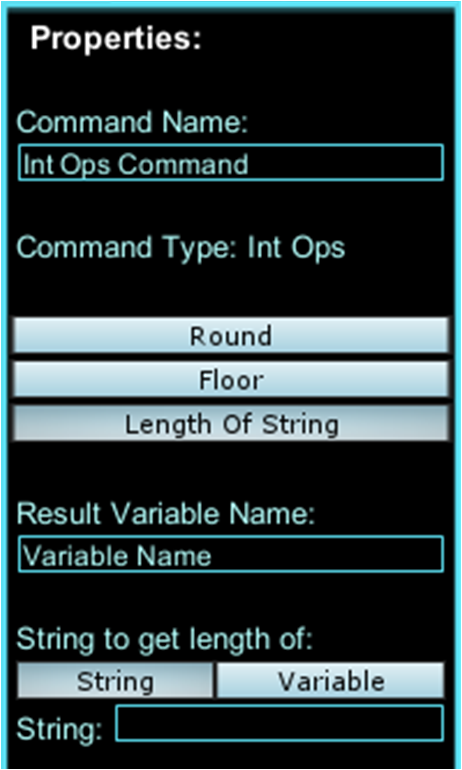 Properties:
Command Name:
Int Ops Command
Command Type: Int Ops
Round
Floor
Length Of String
Result Variable Name:
Variable Name
String to get length of:
String Variable
String: